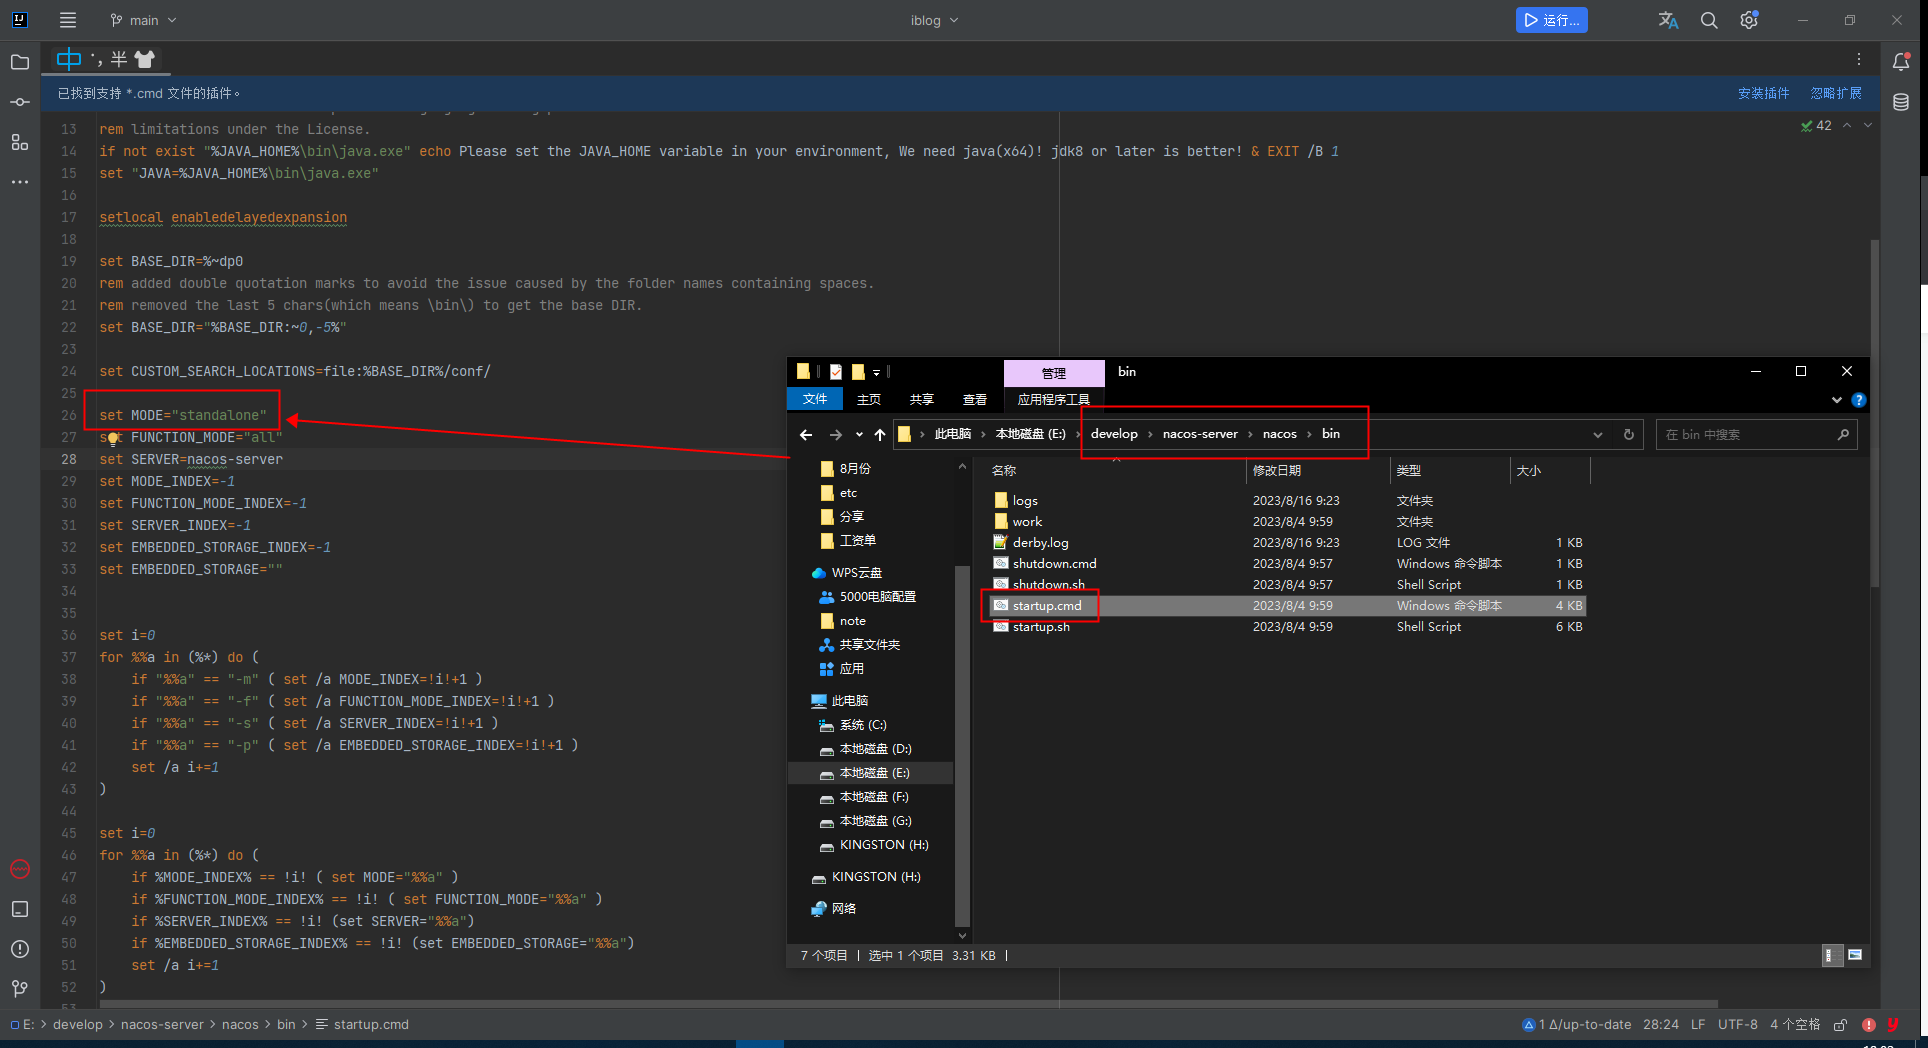 main
iblog
运行...
中 °, 半
已找到支持 *.cmd 文件的插件。
安装插件 忽略扩展
42
13 rem limitations under the License.
14 if not exist "%JAVA_HOME%\bin\java.exe" echo Please set the JAVA_HOME variable in your environment, We need java(x64)! jdk8 or later is better! & EXIT /B 1
15 set "JAVA=%JAVA_HOME%\bin\java.exe"
16
17 setlocal enabledelayedexpansion
18
19 set BASE_DIR=%~dp0
20 rem added double quotation marks to avoid the issue caused by the folder names containing spaces.
21 rem removed the last 5 chars(which means \bin\) to get the base DIR.
22 set BASE_DIR="%BASE_DIR:~0,-5%"
23
24 set CUSTOM_SEARCH_LOCATIONS=file:%BASE_DIR%/conf/
25
26 set MODE="standalone"
27 set FUNCTION_MODE="all"
28 set SERVER=nacos-server
29 set MODE_INDEX=-1
30 set FUNCTION_MODE_INDEX=-1
31 set SERVER_INDEX=-1
32 set EMBEDDED_STORAGE_INDEX=-1
33 set EMBEDDED_STORAGE=""
34
35
36 set i=0
37 for %%a in (%*) do (
38 if "%%a" == "-m" ( set /a MODE_INDEX=!i!+1 )
39 if "%%a" == "-f" ( set /a FUNCTION_MODE_INDEX=!i!+1 )
40 if "%%a" == "-s" ( set /a SERVER_INDEX=!i!+1 )
41 if "%%a" == "-p" ( set /a EMBEDDED_STORAGE_INDEX=!i!+1 )
42 set /a i+=1
43 )
44
45 set i=0
46 for %%a in (%*) do (
47 if %MODE_INDEX% == !i! ( set MODE="%%a" )
48 if %FUNCTION_MODE_INDEX% == !i! ( set FUNCTION_MODE="%%a" )
49 if %SERVER_INDEX% == !i! (set SERVER="%%a")
50 if %EMBEDDED_STORAGE_INDEX% == !i! (set EMBEDDED_STORAGE="%%a")
51 set /a i+=1
52 )
53
管理 bin
文件 主页 共享 查看 应用程序工具
此电脑 › 本地磁盘 (E:) › develop › nacos-server › nacos › bin
在 bin 中搜索
8月份
etc
分享
工资单
WPS云盘
5000电脑配置
note
共享文件夹
应用
此电脑
系统 (C:)
本地磁盘 (D:)
本地磁盘 (E:)
本地磁盘 (F:)
本地磁盘 (G:)
KINGSTON (H:)
KINGSTON (H:)
网络
名称 修改日期 类型 大小
logs 2023/8/16 9:23 文件夹
work 2023/8/4 9:59 文件夹
derby.log 2023/8/16 9:23 LOG 文件 1 KB
shutdown.cmd 2023/8/4 9:57 Windows 命令脚本 1 KB
shutdown.sh 2023/8/4 9:57 Shell Script 1 KB
startup.cmd 2023/8/4 9:59 Windows 命令脚本 4 KB
startup.sh 2023/8/4 9:59 Shell Script 6 KB
7 个项目 | 选中 1 个项目 3.31 KB |
E: > develop > nacos-server > nacos > bin > startup.cmd
1 Δ/up-to-date 28:24 LF UTF-8 4 个空格